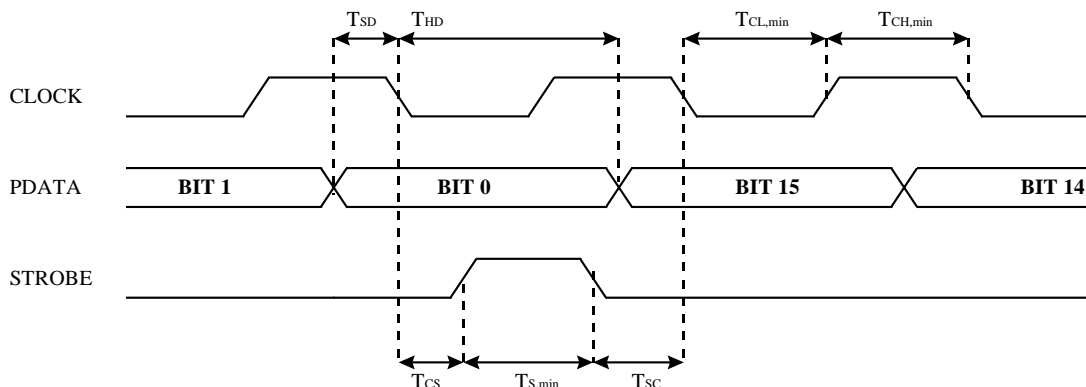 TSD THD TCL,min TCH,min
CLOCK
PDATA BIT 1 BIT 0 BIT 15 BIT 14
STROBE
TCS TS,min TSC